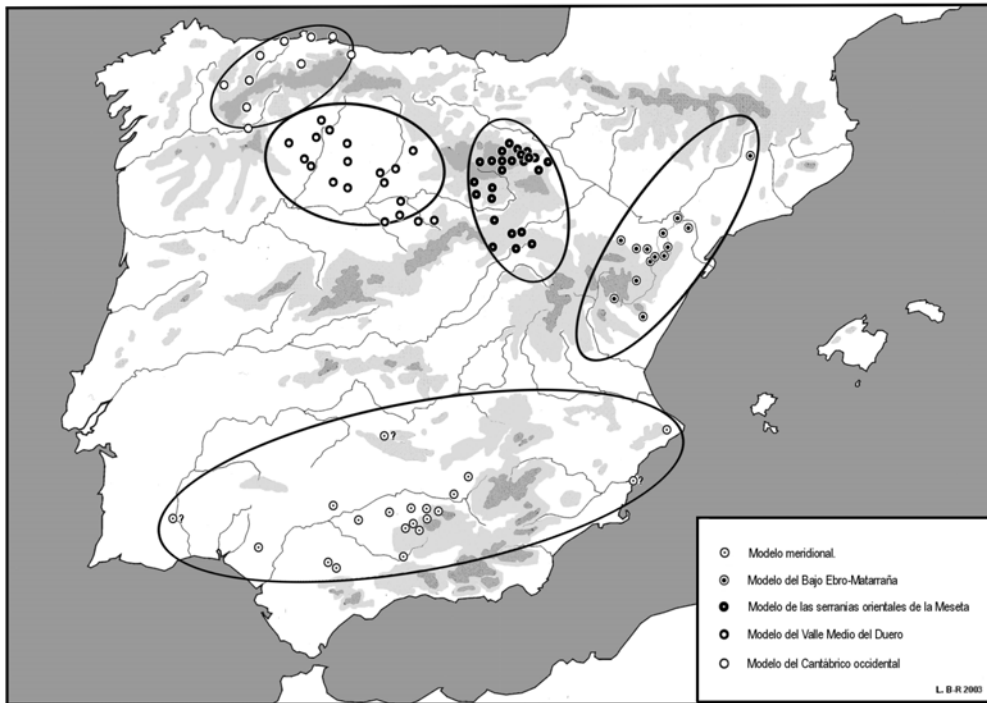 ?
?
?
Modelo meridional.
Modelo del Bajo Ebro-Matarraña
Modelo de las serranías orientales de la Meseta
Modelo del Valle Medio del Duero
Modelo del Cantábrico occidental
L. B-R 2003